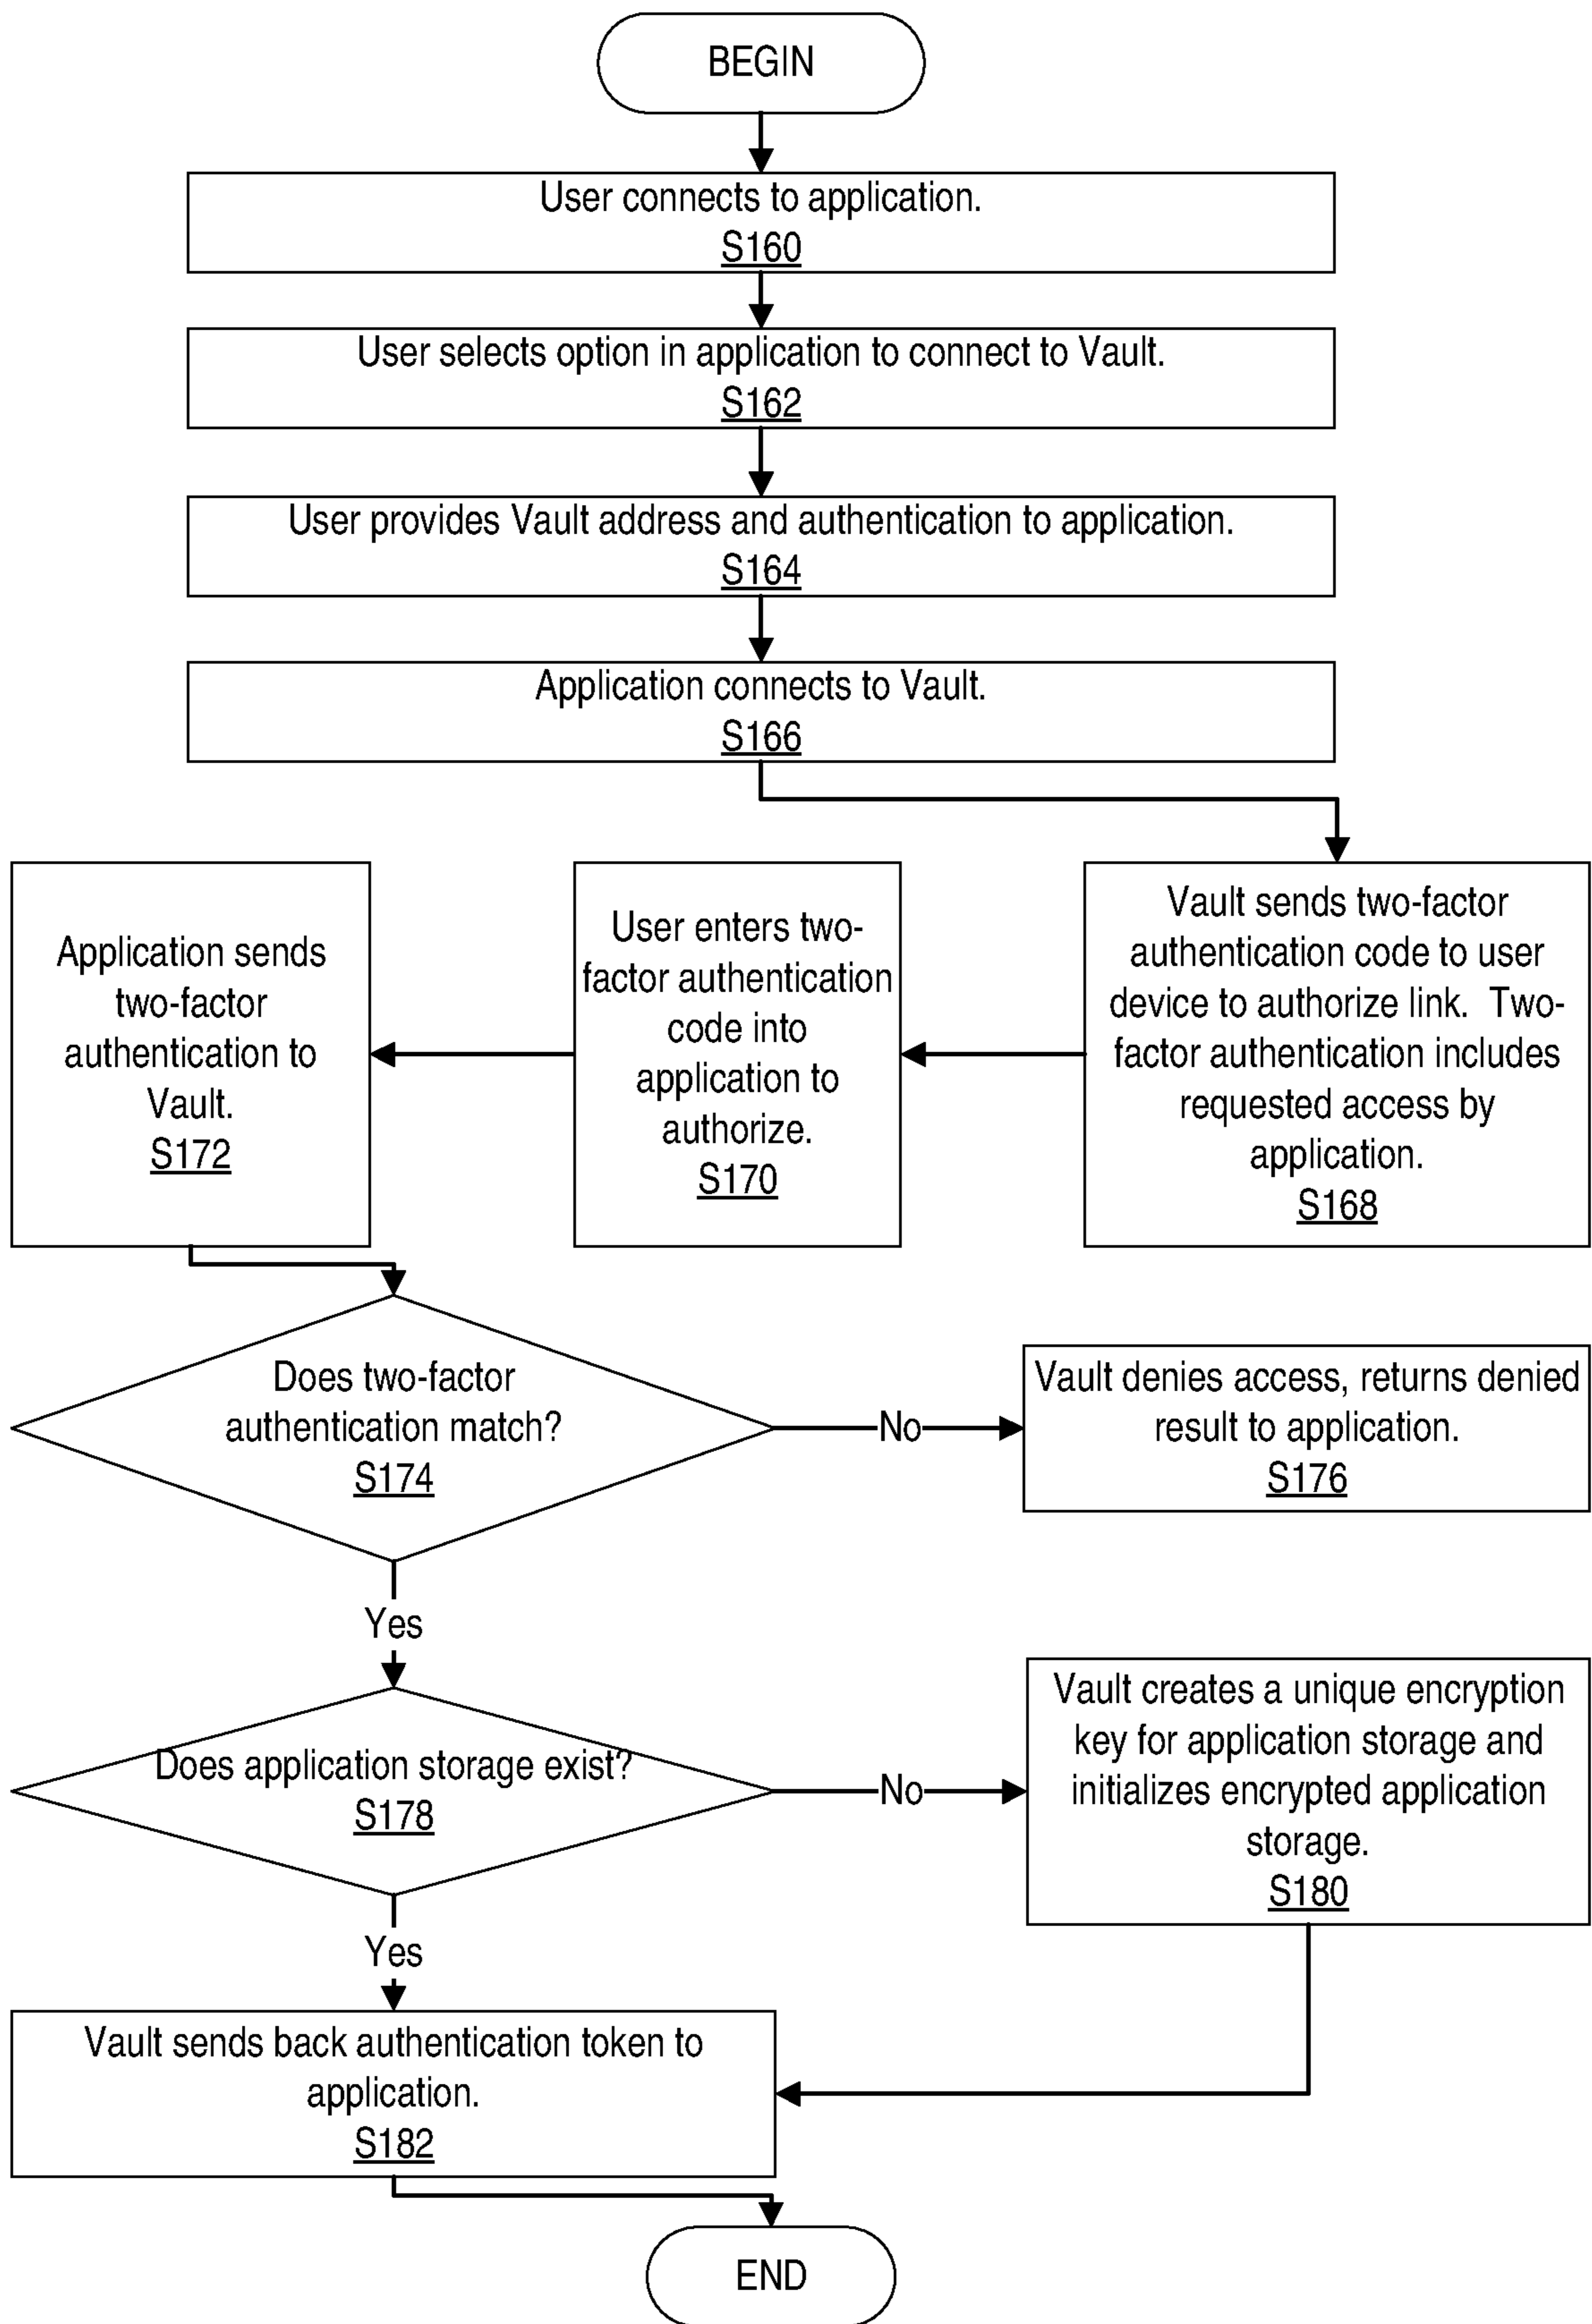 BEGIN
User connects to application.
S160
User selects option in application to connect to Vault.
S162
User provides Vault address and authentication to application.
S164
Application connects to Vault.
S166
Vault sends two-factor
authentication code to user
device to authorize link.  Two-
factor authentication includes
requested access by
application.
S168
User enters two-
factor authentication
code into
application to
authorize.
S170
Application sends
two-factor
authentication to
Vault.
S172
Does two-factor
authentication match?
S174
No
Vault denies access, returns denied
result to application.
S176
Yes
Does application storage exist?
S178
No
Vault creates a unique encryption
key for application storage and
initializes encrypted application
storage.
S180
Yes
Vault sends back authentication token to
application.
S182
END